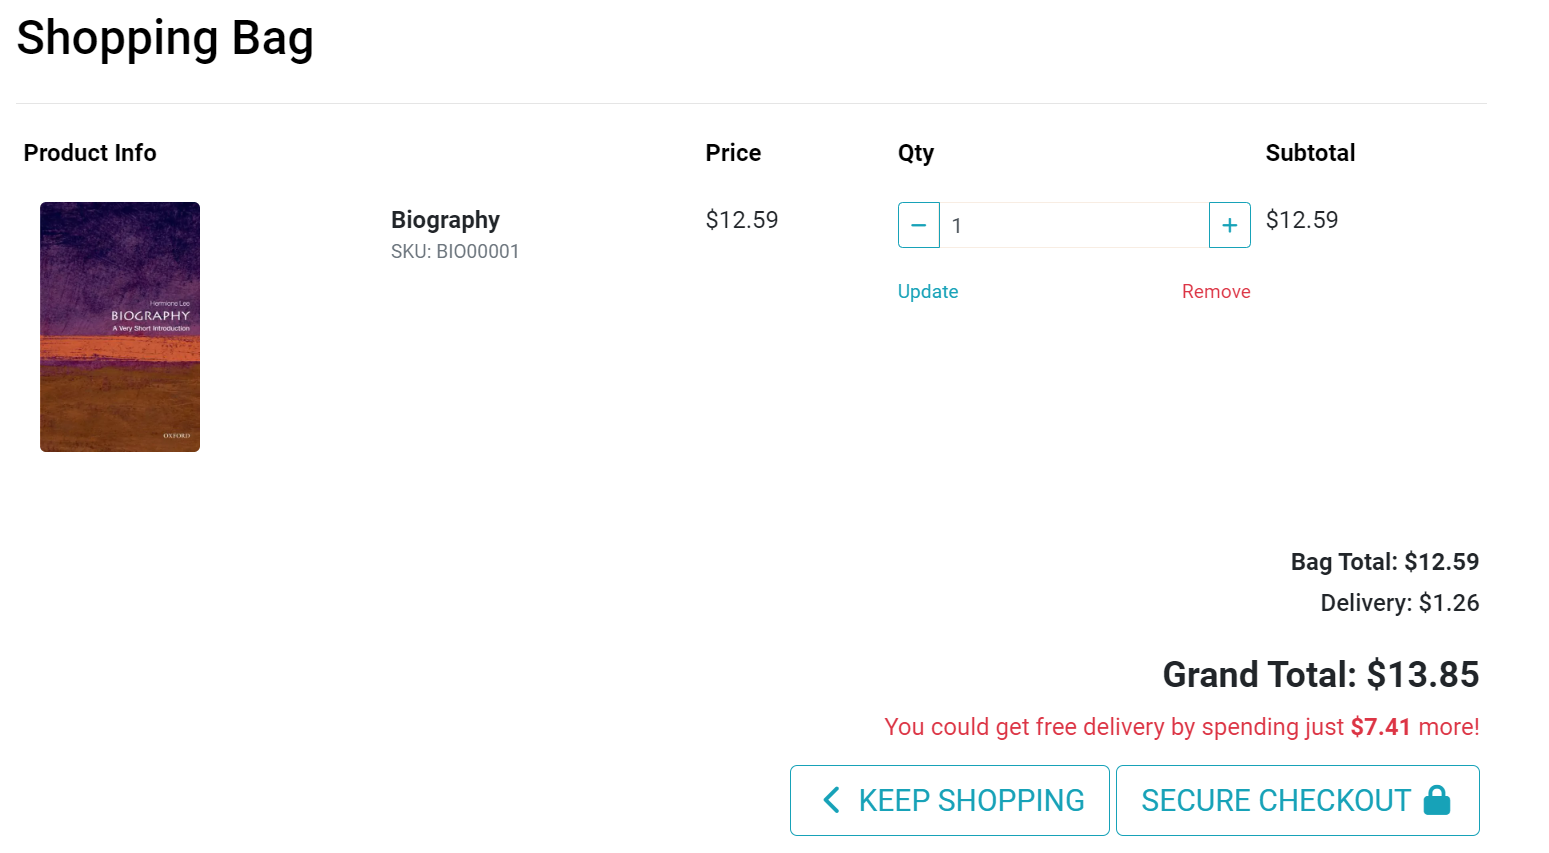 Shopping Bag
Product Info Price Qty Subtotal
Hermione Lee
BIOGRAPHY
A Very Short Introduction
OXFORD
Biography
SKU: BIO00001
$12.59
− 1 +
Update Remove
$12.59
Bag Total: $12.59
Delivery: $1.26
Grand Total: $13.85
You could get free delivery by spending just $7.41 more!
KEEP SHOPPING
SECURE CHECKOUT